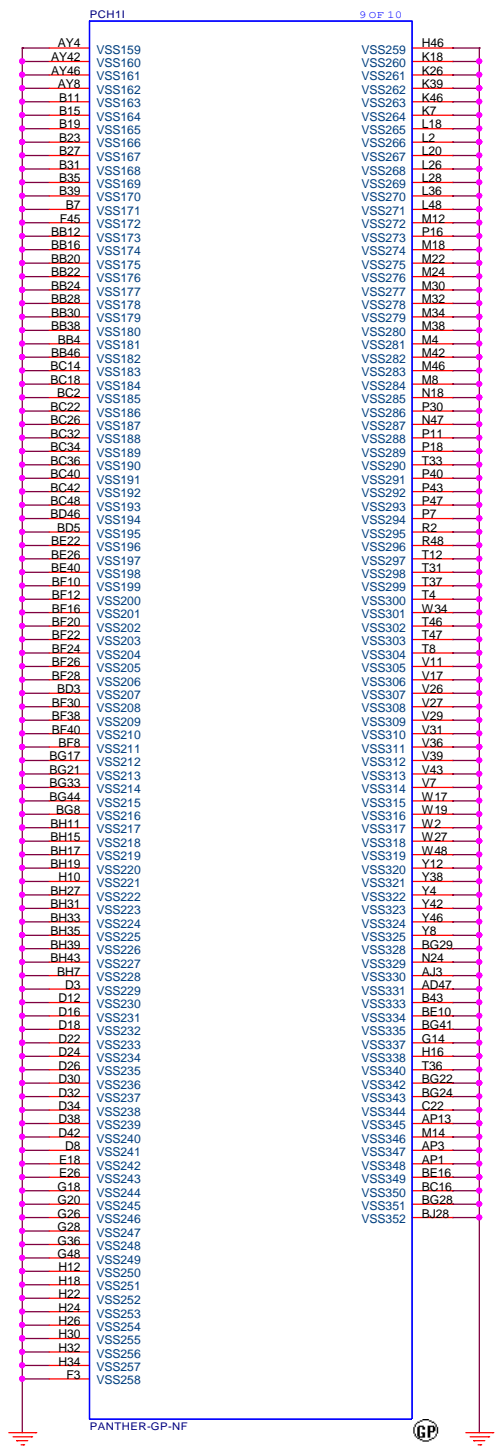 PCH1I 9 OF 10
AY4 VSS159 VSS259 H46
AY42 VSS160 VSS260 K18
AY46 VSS161 VSS261 K26
AY8 VSS162 VSS262 K39
B11 VSS163 VSS263 K46
B15 VSS164 VSS264 K7
B19 VSS165 VSS265 L18
B23 VSS166 VSS266 L2
B27 VSS167 VSS267 L20
B31 VSS168 VSS268 L26
B35 VSS169 VSS269 L28
B39 VSS170 VSS270 L36
B7 VSS171 VSS271 L48
F45 VSS172 VSS272 M12
BB12 VSS173 VSS273 P16
BB16 VSS174 VSS274 M18
BB20 VSS175 VSS275 M22
BB22 VSS176 VSS276 M24
BB24 VSS177 VSS277 M30
BB28 VSS178 VSS278 M32
BB30 VSS179 VSS279 M34
BB38 VSS180 VSS280 M38
BB4 VSS181 VSS281 M4
BB46 VSS182 VSS282 M42
BC14 VSS183 VSS283 M46
BC18 VSS184 VSS284 M8
BC2 VSS185 VSS285 N18
BC22 VSS186 VSS286 P30
BC26 VSS187 VSS287 N47
BC32 VSS188 VSS288 P11
BC34 VSS189 VSS289 P18
BC36 VSS190 VSS290 T33
BC40 VSS191 VSS291 P40
BC42 VSS192 VSS292 P43
BC48 VSS193 VSS293 P47
BD46 VSS194 VSS294 P7
BD5 VSS195 VSS295 R2
BE22 VSS196 VSS296 R48
BE26 VSS197 VSS297 T12
BE40 VSS198 VSS298 T31
BF10 VSS199 VSS299 T37
BF12 VSS200 VSS300 T4
BF16 VSS201 VSS301 W34
BF20 VSS202 VSS302 T46
BF22 VSS203 VSS303 T47
BF24 VSS204 VSS304 T8
BF26 VSS205 VSS305 V11
BF28 VSS206 VSS306 V17
BD3 VSS207 VSS307 V26
BF30 VSS208 VSS308 V27
BF38 VSS209 VSS309 V29
BF40 VSS210 VSS310 V31
BF8 VSS211 VSS311 V36
BG17 VSS212 VSS312 V39
BG21 VSS213 VSS313 V43
BG33 VSS214 VSS314 V7
BG44 VSS215 VSS315 W17
BG8 VSS216 VSS316 W19
BH11 VSS217 VSS317 W2
BH15 VSS218 VSS318 W27
BH17 VSS219 VSS319 W48
BH19 VSS220 VSS320 Y12
H10 VSS221 VSS321 Y38
BH27 VSS222 VSS322 Y4
BH31 VSS223 VSS323 Y42
BH33 VSS224 VSS324 Y46
BH35 VSS225 VSS325 Y8
BH39 VSS226 VSS328 BG29
BH43 VSS227 VSS329 N24
BH7 VSS228 VSS330 AJ3
D3 VSS229 VSS331 AD47
D12 VSS230 VSS333 B43
D16 VSS231 VSS334 BE10
D18 VSS232 VSS335 BG41
D22 VSS233 VSS337 G14
D24 VSS234 VSS338 H16
D26 VSS235 VSS340 T36
D30 VSS236 VSS342 BG22
D32 VSS237 VSS343 BG24
D34 VSS238 VSS344 C22
D38 VSS239 VSS345 AP13
D42 VSS240 VSS346 M14
D8 VSS241 VSS347 AP3
E18 VSS242 VSS348 AP1
E26 VSS243 VSS349 BE16
G18 VSS244 VSS350 BC16
G20 VSS245 VSS351 BG28
G26 VSS246 VSS352 BJ28
G28 VSS247
G36 VSS248
G48 VSS249
H12 VSS250
H18 VSS251
H22 VSS252
H24 VSS253
H26 VSS254
H30 VSS255
H32 VSS256
H34 VSS257
F3 VSS258
PANTHER-GP-NF GP